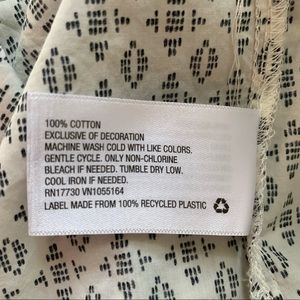 100% COTTON
EXCLUSIVE OF DECORATION
MACHINE WASH COLD WITH LIKE COLORS.
GENTLE CYCLE. ONLY NON-CHLORINE
BLEACH IF NEEDED. TUMBLE DRY LOW.
COOL IRON IF NEEDED.
RN17730 VN1055164
LABEL MADE FROM 100% RECYCLED PLASTIC